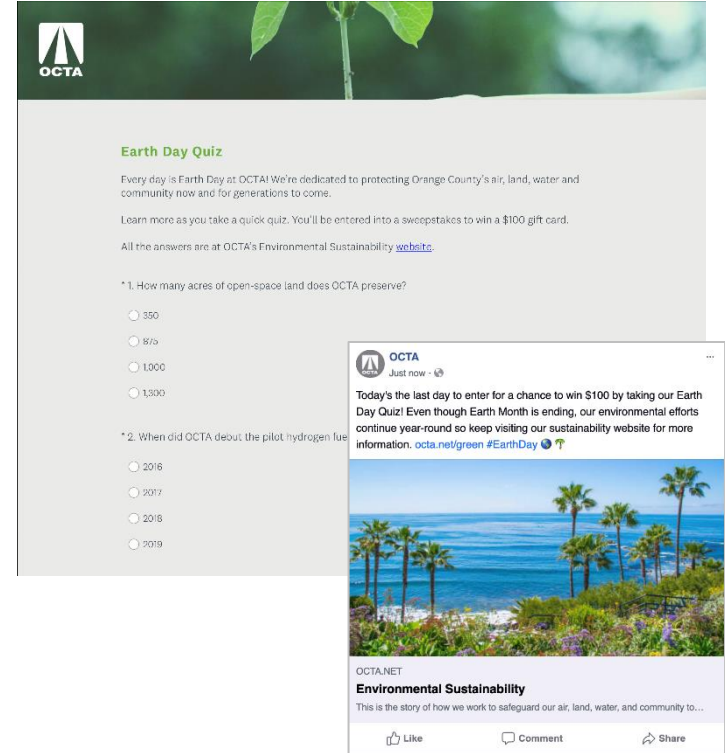 OCTA
Earth Day Quiz
Every day is Earth Day at OCTA! We're dedicated to protecting Orange County's air, land, water and
community now and for generations to come.
Learn more as you take a quick quiz. You'll be entered into a sweepstakes to win a $100 gift card.
All the answers are at OCTA's Environmental Sustainability website.
* 1. How many acres of open-space land does OCTA preserve?
350
875
1,000
1,300
* 2. When did OCTA debut the pilot hydrogen fue
2016
2017
2018
2019
OCTA
OCTA
Just now ·
Today's the last day to enter for a chance to win $100 by taking our Earth
Day Quiz! Even though Earth Month is ending, our environmental efforts
continue year-round so keep visiting our sustainability website for more
information. octa.net/green #EarthDay 🌎 🌴
OCTA.NET
Environmental Sustainability
This is the story of how we work to safeguard our air, land, water, and community to...
Like Comment Share